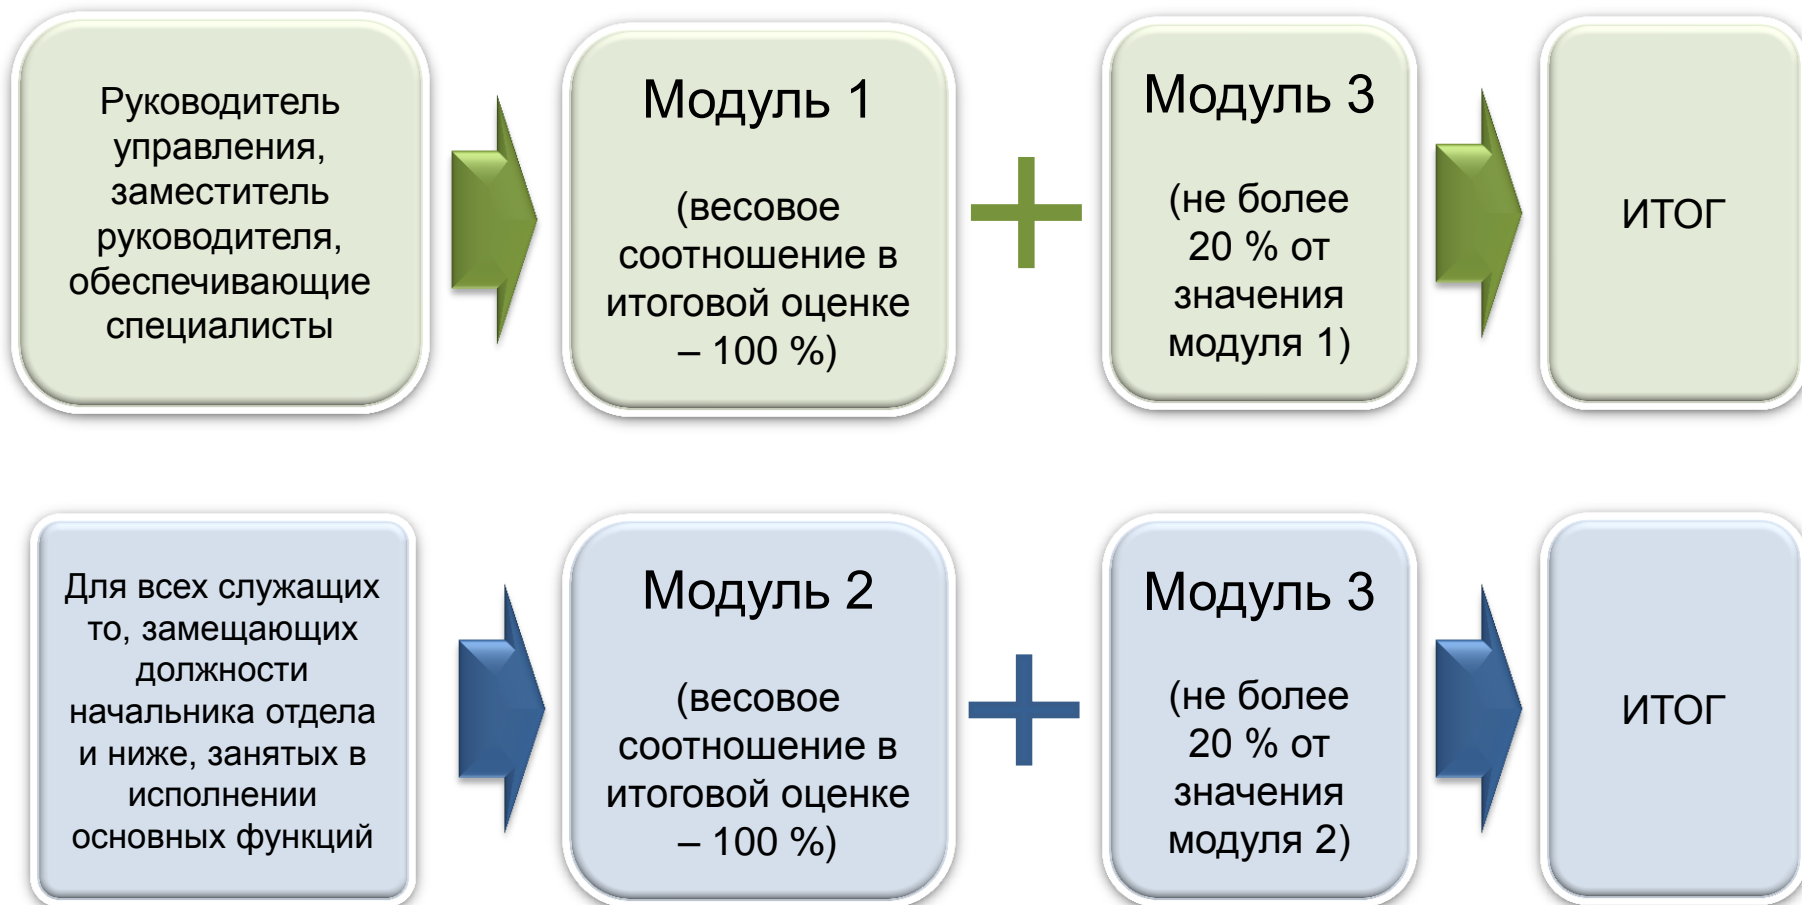 Руководитель
управления,
заместитель
руководителя,
обеспечивающие
специалисты
Модуль 1
(весовое
соотношение в
итоговой оценке
– 100 %)
Модуль 3
(не более
20 % от
значения
модуля 1)
ИТОГ
Для всех служащих
то, замещающих
должности
начальника отдела
и ниже, занятых в
исполнении
основных функций
Модуль 2
(весовое
соотношение в
итоговой оценке
– 100 %)
Модуль 3
(не более
20 % от
значения
модуля 2)
ИТОГ